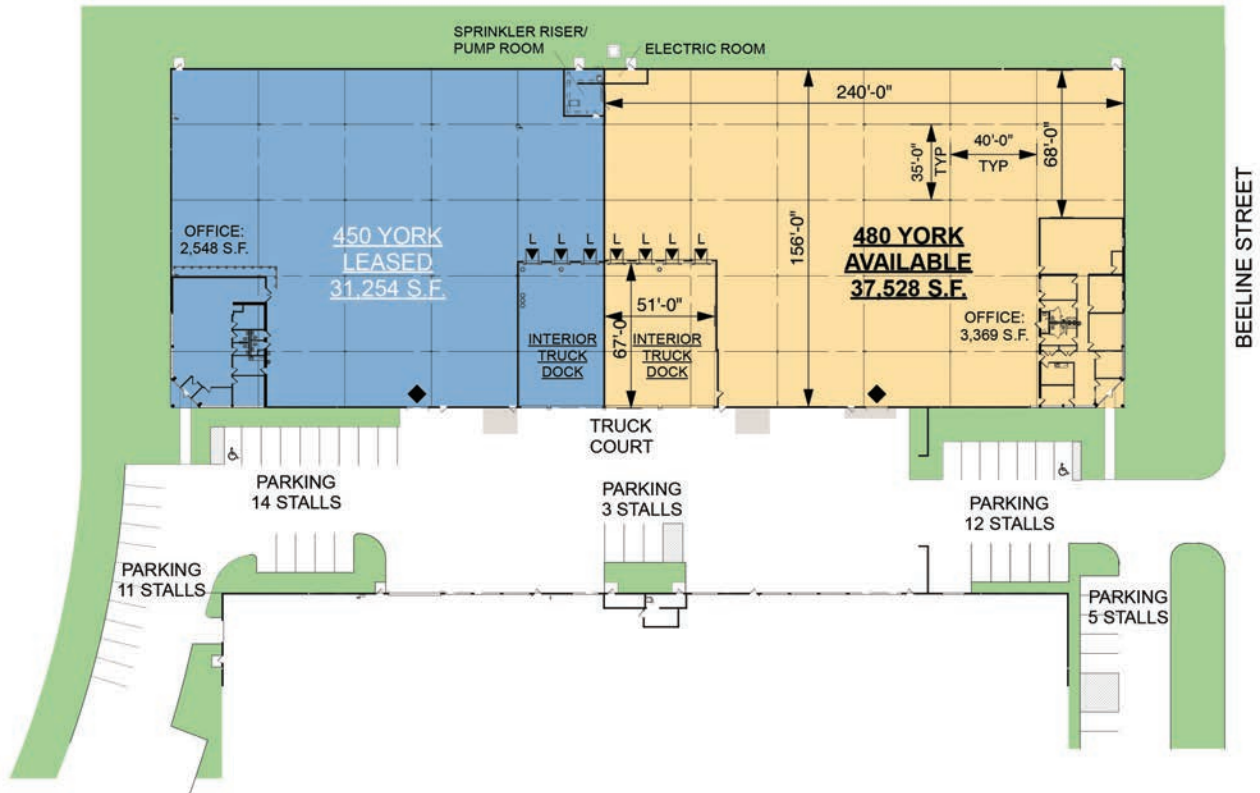 SPRINKLER RISER/
PUMP ROOM
ELECTRIC ROOM
240'-0"
40'-0"
TYP
35'-0"
TYP
68'-0"
156'-0"
BEELINE STREET
OFFICE:
2,548 S.F.
450 YORK
LEASED
31,254 S.F.
L L L L L L L
480 YORK
AVAILABLE
37,528 S.F.
OFFICE:
3,369 S.F.
51'-0"
67'-0"
INTERIOR
TRUCK
DOCK
INTERIOR
TRUCK
DOCK
TRUCK
COURT
PARKING
14 STALLS
PARKING
3 STALLS
PARKING
12 STALLS
PARKING
11 STALLS
PARKING
5 STALLS